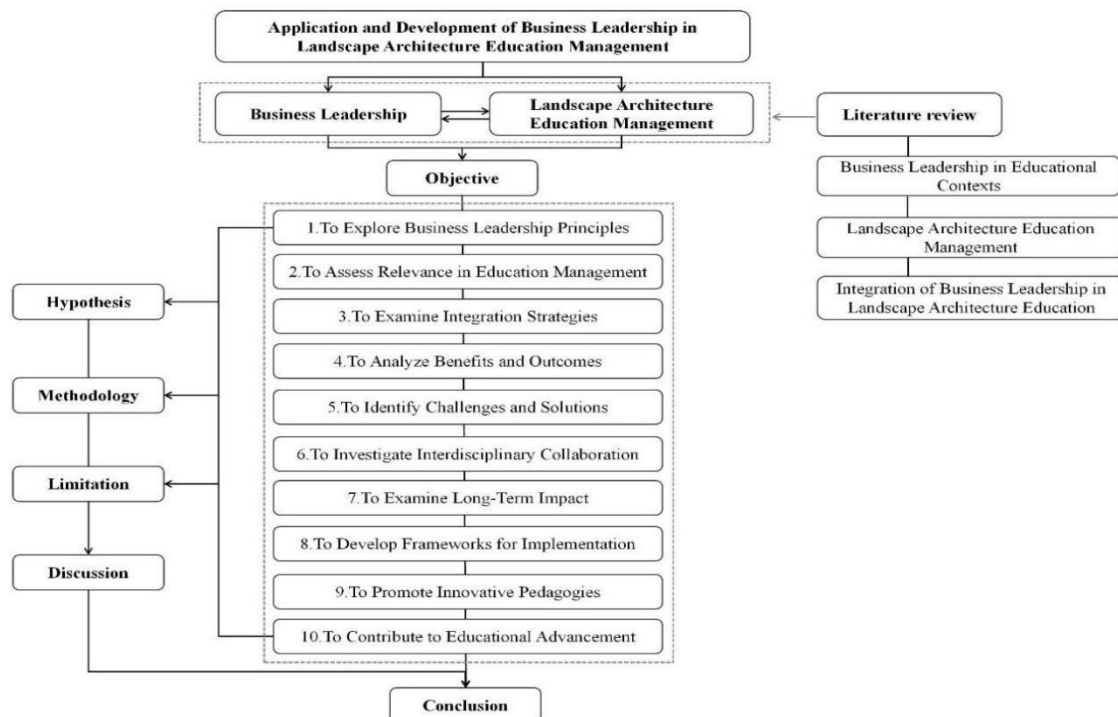 Application and Development of Business Leadership in
Landscape Architecture Education Management
Business Leadership
Landscape Architecture
Education Management
Literature review
Business Leadership in Educational
Contexts
Landscape Architecture Education
Management
Integration of Business Leadership in
Landscape Architecture Education
Objective
1.To Explore Business Leadership Principles
2.To Assess Relevance in Education Management
3.To Examine Integration Strategies
4.To Analyze Benefits and Outcomes
5.To Identify Challenges and Solutions
6.To Investigate Interdisciplinary Collaboration
7.To Examine Long-Term Impact
8.To Develop Frameworks for Implementation
9.To Promote Innovative Pedagogies
10.To Contribute to Educational Advancement
Hypothesis
Methodology
Limitation
Discussion
Conclusion